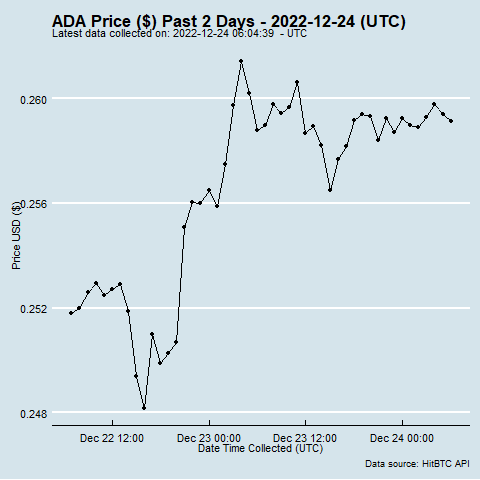 ADA Price ($) Past 2 Days - 2022-12-24 (UTC)
Latest data collected on: 2022-12-24 06:04:39 - UTC
0.260
0.256
0.252
0.248
Price USD ($)
Dec 22 12:00 Dec 23 00:00 Dec 23 12:00 Dec 24 00:00
Date Time Collected (UTC)
Data source: HitBTC API